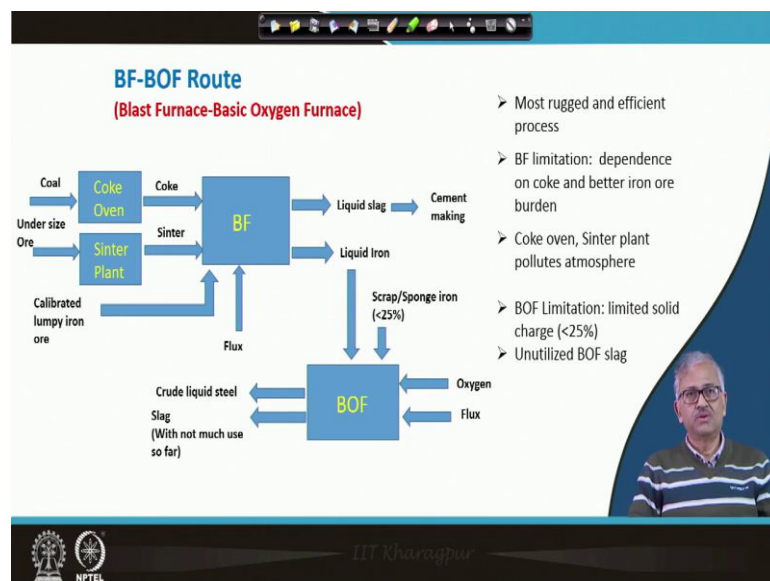 BF-BOF Route
(Blast Furnace-Basic Oxygen Furnace)
Coal
Coke
Oven
Coke
Under size
Ore
Sinter
Plant
Sinter
BF
Liquid slag
Cement
making
Liquid Iron
Calibrated
lumpy iron
ore
Flux
Scrap/Sponge iron
(<25%)
Crude liquid steel
Slag
(With not much use
so far)
BOF
Oxygen
Flux
➢ Most rugged and efficient
process
➢ BF limitation: dependence
on coke and better iron ore
burden
➢ Coke oven, Sinter plant
pollutes atmosphere
➢ BOF Limitation: limited solid
charge (<25%)
➢ Unutilized BOF slag
NPTEL
IIT Kharagpur